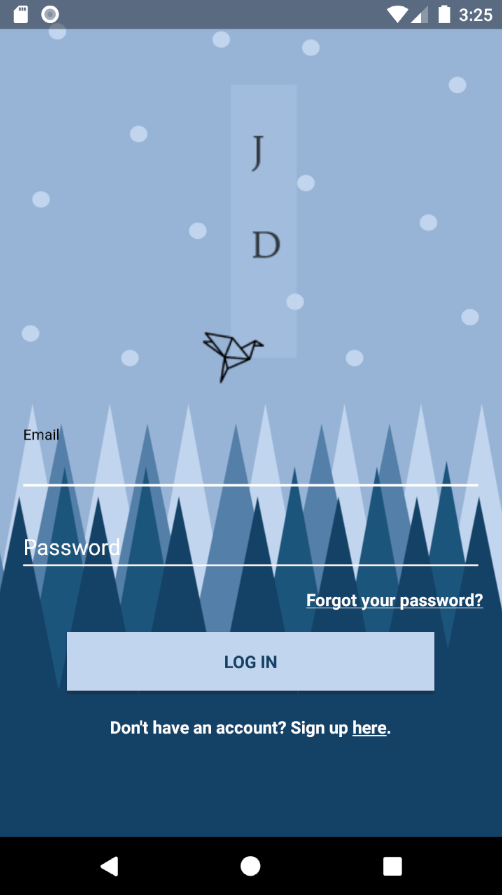 3:25
J
D
Email
Password
Forgot your password?
LOG IN
Don't have an account? Sign up here.